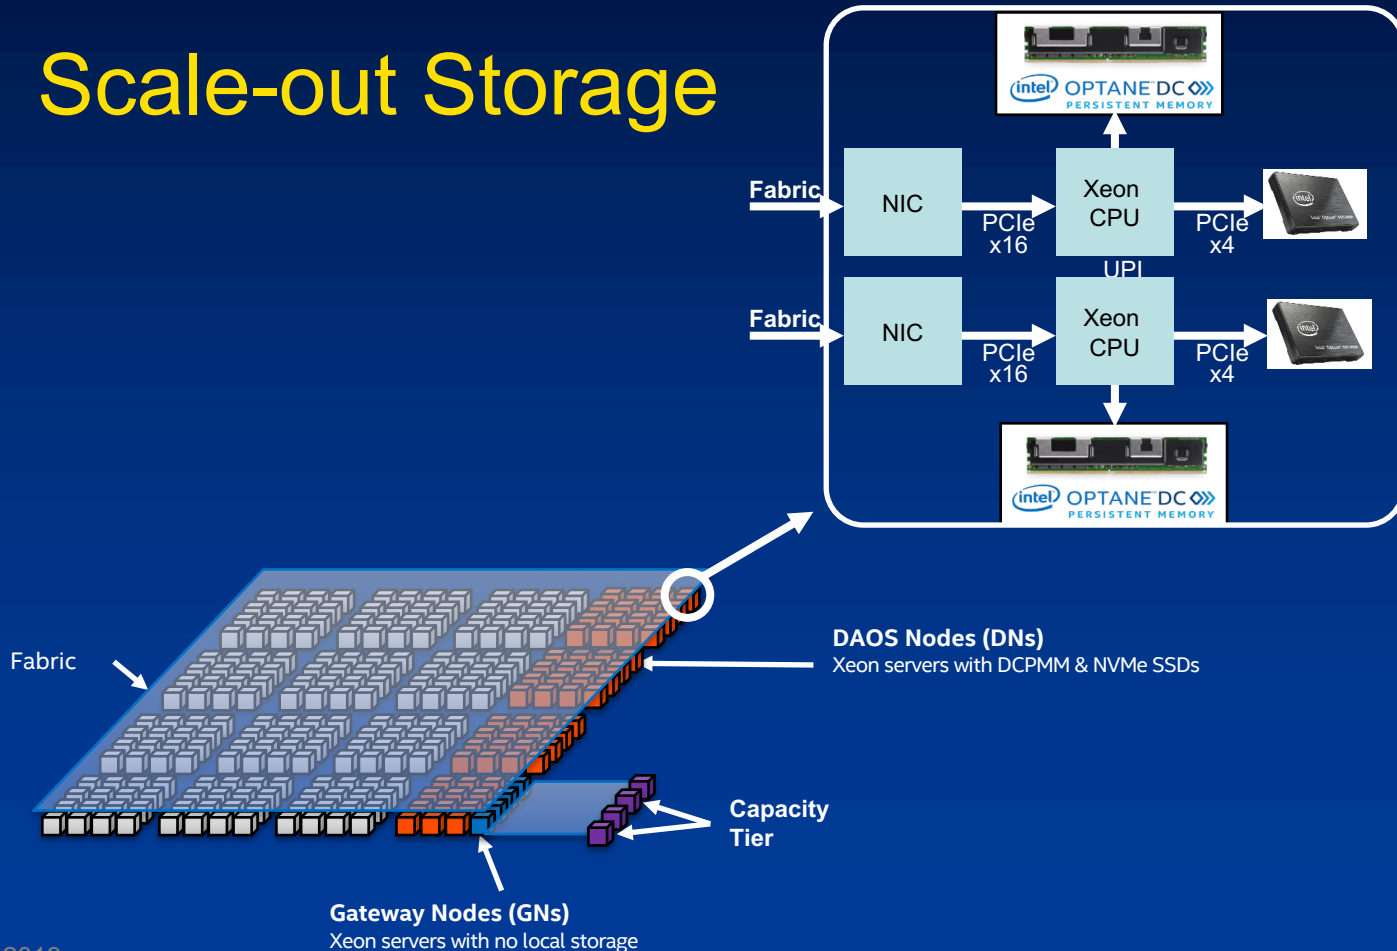 Scale-out Storage
intel OPTANE DC
PERSISTENT MEMORY
Fabric
NIC
PCIe
x16
Xeon
CPU
PCIe
x4
intel
UPI
Fabric
NIC
PCIe
x16
Xeon
CPU
PCIe
x4
intel
intel OPTANE DC
PERSISTENT MEMORY
Fabric
DAOS Nodes (DNs)
Xeon servers with DCPMM & NVMe SSDs
Capacity
Tier
Gateway Nodes (GNs)
Xeon servers with no local storage